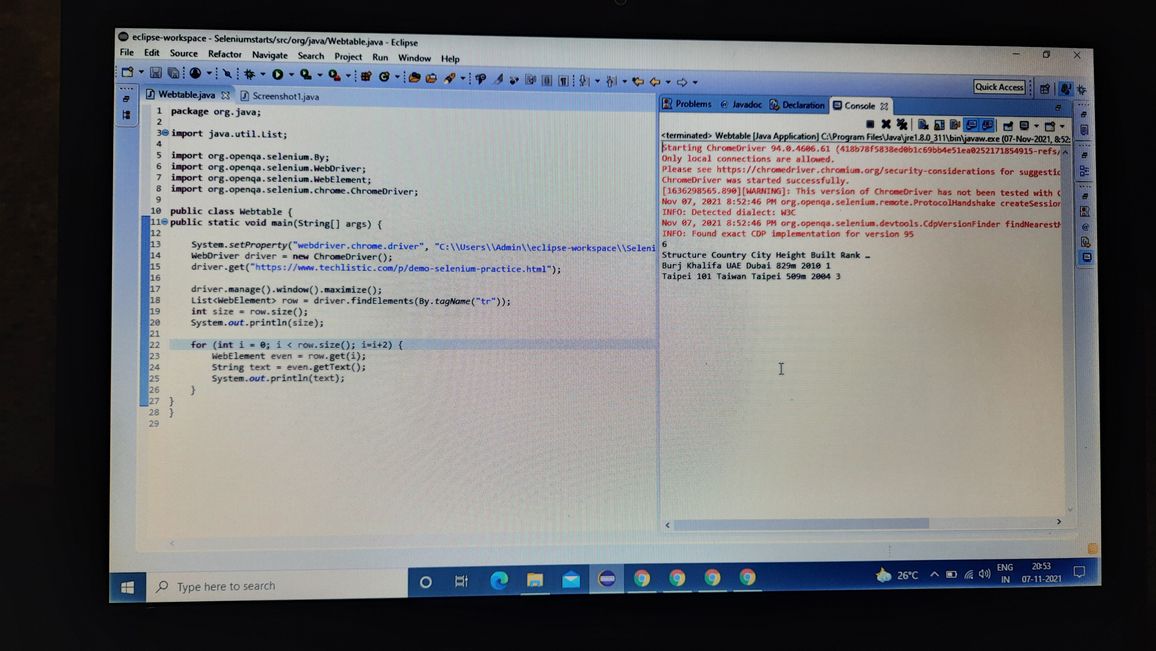 eclipse-workspace - Seleniumstarts/src/org/java/Webtable.java - Eclipse
File Edit Source Refactor Navigate Search Project Run Window Help
Quick Access
Webtable.java
Screenshot1.java
1 package org.java;
2
3 import java.util.List;
4
5 import org.openqa.selenium.By;
6 import org.openqa.selenium.WebDriver;
7 import org.openqa.selenium.WebElement;
8 import org.openqa.selenium.chrome.ChromeDriver;
9
10 public class Webtable {
11 public static void main(String[] args) {
12
13 System.setProperty("webdriver.chrome.driver", "C:\\Users\\Admin\\eclipse-workspace\\Seleni
14 WebDriver driver = new ChromeDriver();
15 driver.get("https://www.techlistic.com/p/demo-selenium-practice.html");
16
17 driver.manage().window().maximize();
18 List<WebElement> row = driver.findElements(By.tagName("tr"));
19 int size = row.size();
20 System.out.println(size);
21
22 for (int i = 0; i < row.size(); i=i+2) {
23 WebElement even = row.get(i);
24 String text = even.getText();
25 System.out.println(text);
26 }
27 }
28 }
29
Problems Javadoc Declaration Console
<terminated> Webtable [Java Application] C:\Program Files\Java\jre1.8.0_311\bin\javaw.exe (07-Nov-2021, 8:52:
Starting ChromeDriver 94.0.4606.61 (418b78f5838ed0b1c69bb4e51ea0252171854915-refs/
Only local connections are allowed.
Please see https://chromedriver.chromium.org/security-considerations for suggestic
ChromeDriver was started successfully.
[1636298565.890][WARNING]: This version of ChromeDriver has not been tested with C
Nov 07, 2021 8:52:46 PM org.openqa.selenium.remote.ProtocolHandshake createSession
INFO: Detected dialect: W3C
Nov 07, 2021 8:52:46 PM org.openqa.selenium.devtools.CdpVersionFinder findNearestM
INFO: Found exact CDP implementation for version 95
6
Structure Country City Height Built Rank …
Burj Khalifa UAE Dubai 829m 2010 1
Taipei 101 Taiwan Taipei 509m 2004 3
Type here to search
26°C
ENG
IN
20:53
07-11-2021